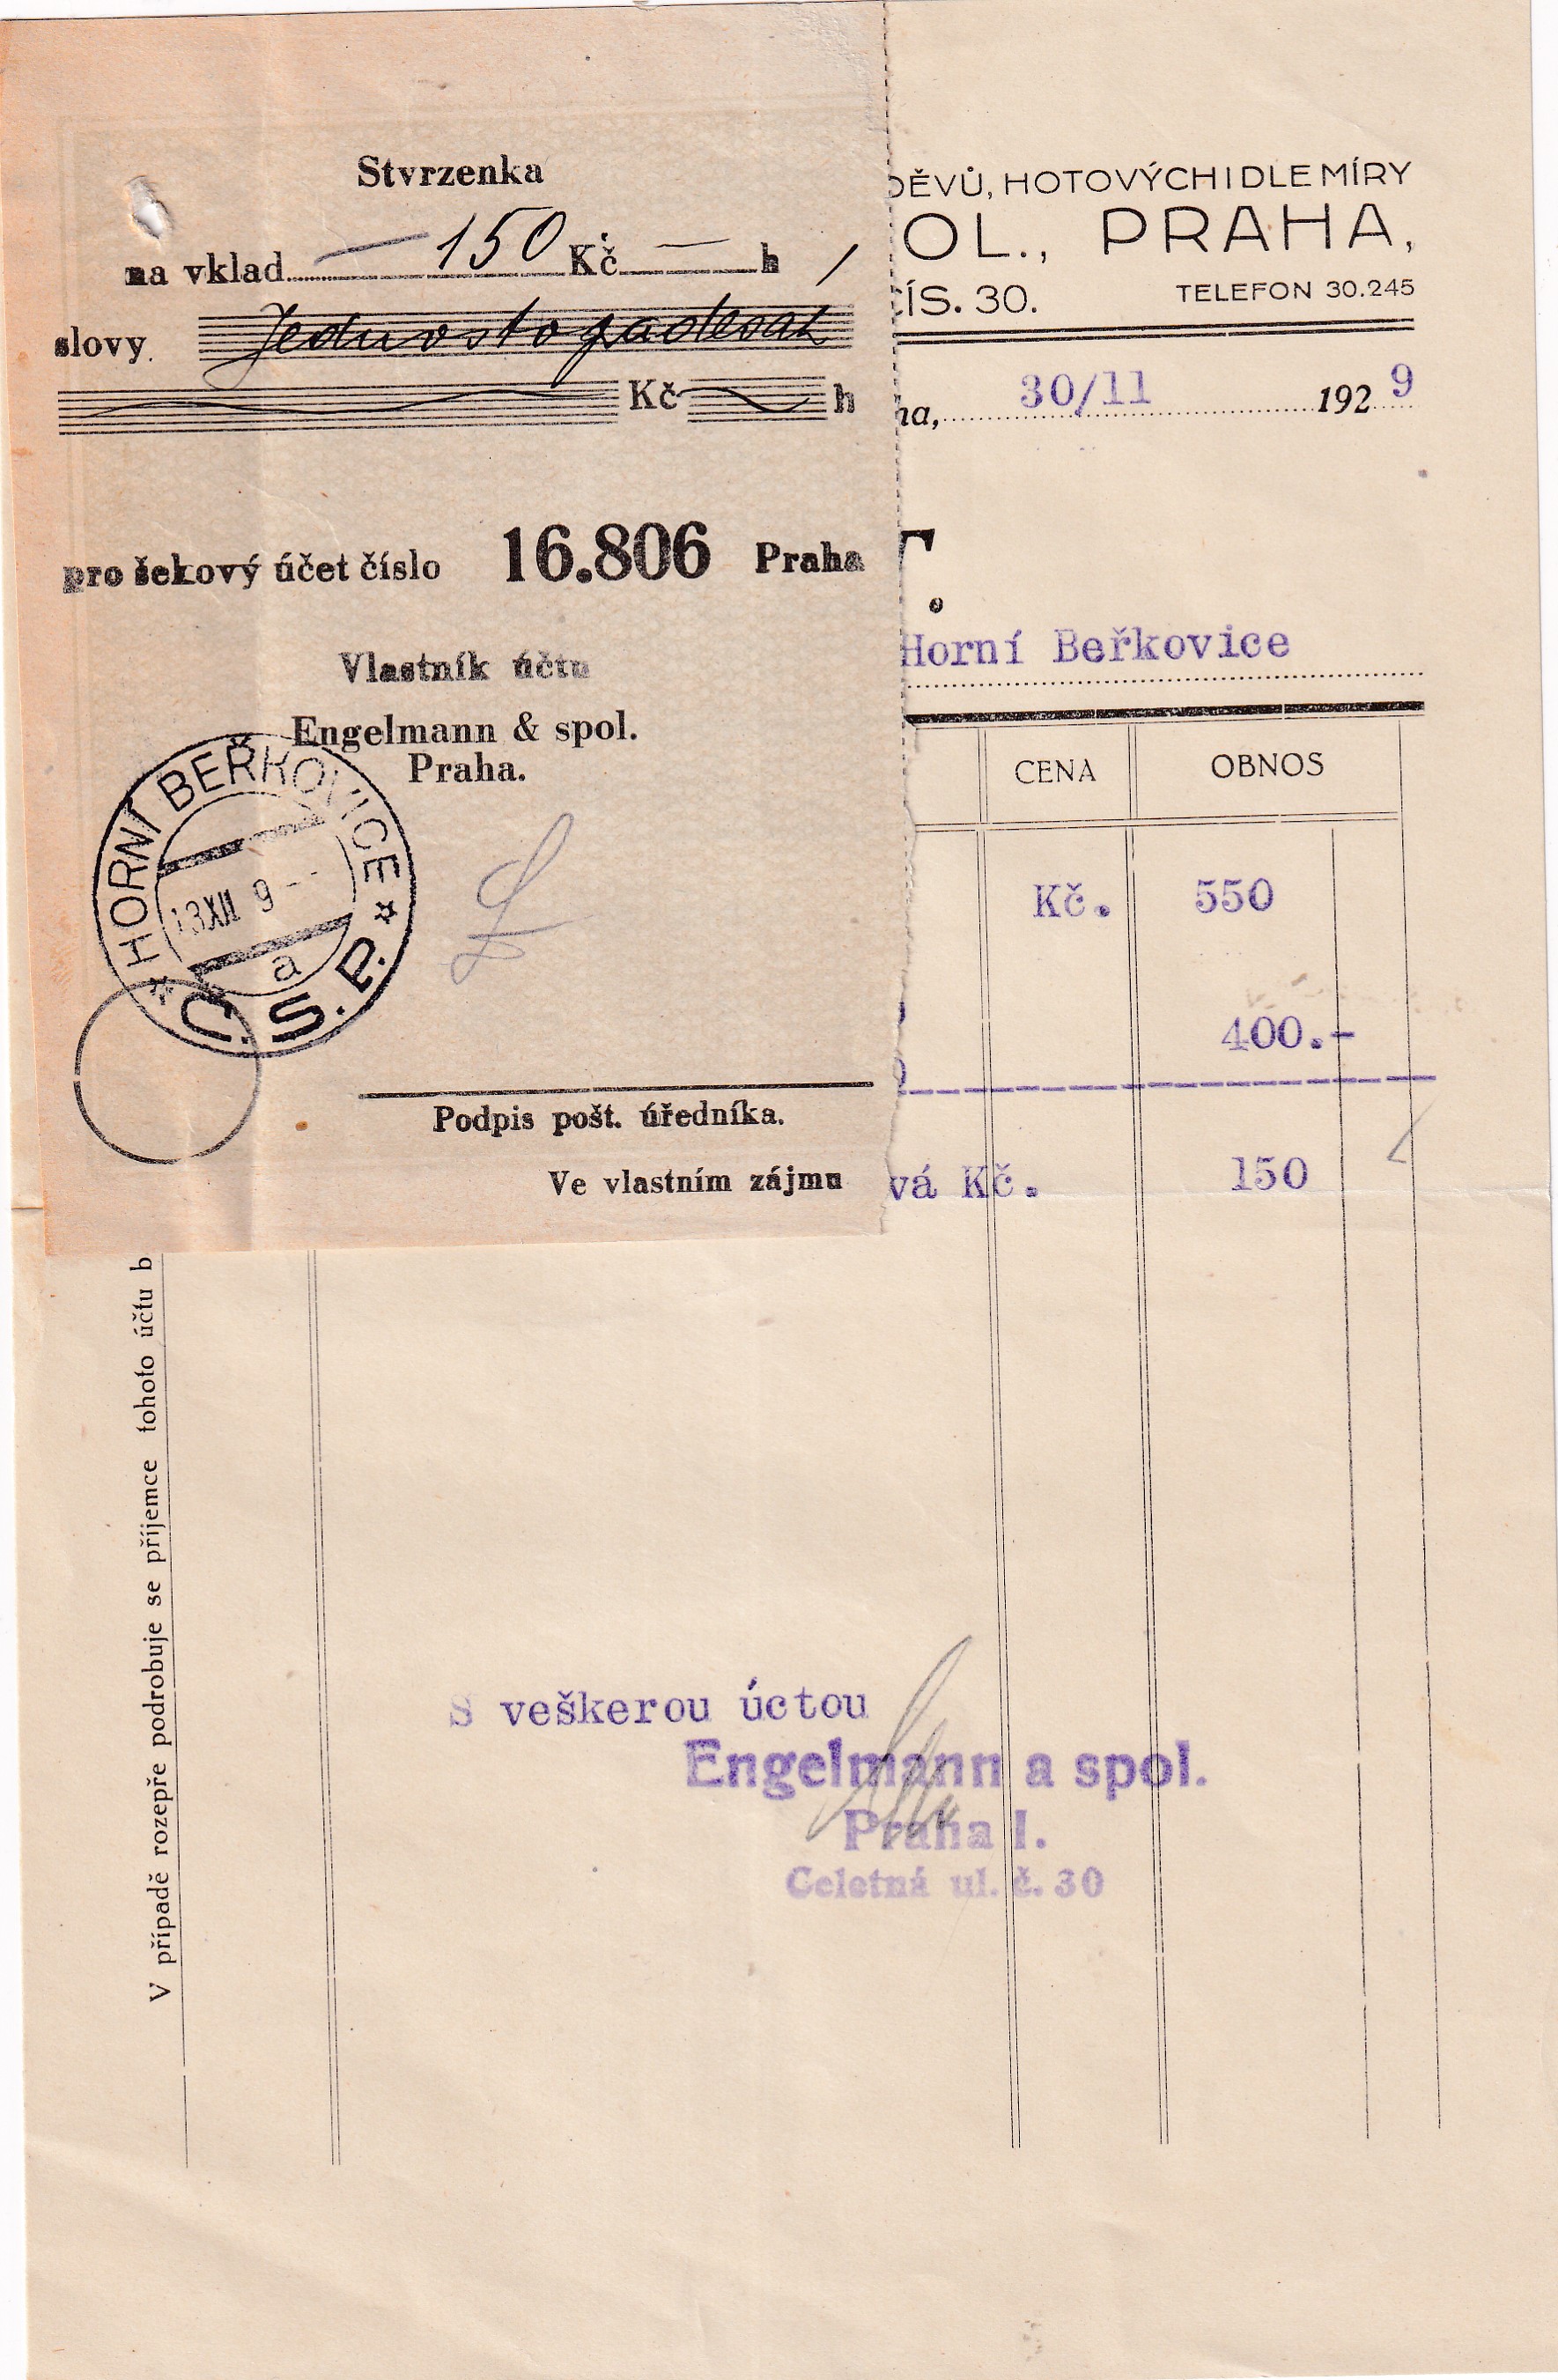 Stvrzenka
na vklad — 150 Kč — h
slovy Jednostopadesát
Kč h
pro šekový účet číslo 16.806 Praha
Vlastník účtu
Engelmann & spol.
Praha.
HORNÍ BEŘKOVICE
13 XII 9 - -
a
Č.S.P.
Podpis pošt. úředníka.
Ve vlastním zájmu
DĚVŮ, HOTOVÝCH I DLE MÍRY
OL., PRAHA,
ČÍS. 30. TELEFON 30.245
ha, 30/11 1929
Horní Beřkovice
CENA OBNOS
Kč. 550
400.-
vá Kč. 150
V případě rozepře podrobuje se příjemce tohoto účtu b
S veškerou úctou
Engelmann a spol.
Praha I.
Celetná ul. č. 30